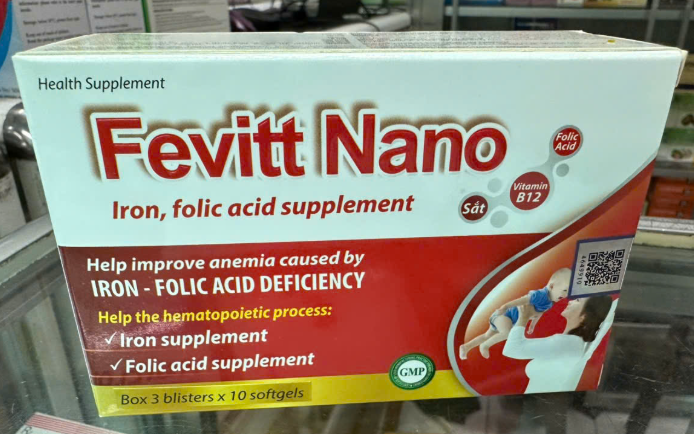 Health Supplement
Fevitt Nano
Iron, folic acid supplement
Folic
Acid
Vitamin
B12
Sắt
Help improve anemia caused by
IRON - FOLIC ACID DEFICIENCY
Help the hematopoietic process:
✓Iron supplement
✓Folic acid supplement
GMP
Box 3 blisters x 10 softgels